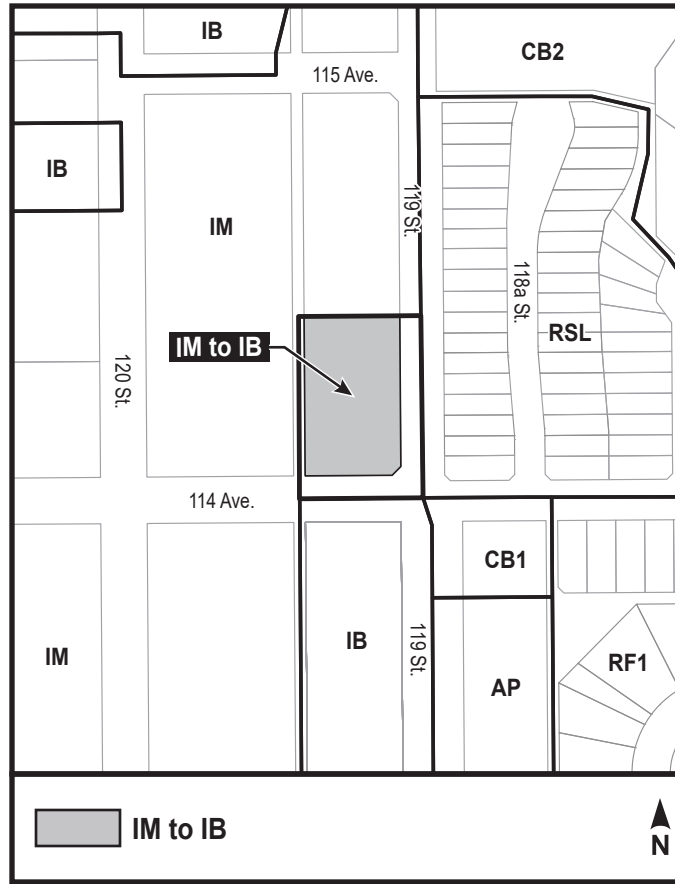 IB
CB2
115 Ave.
IB
IM
119 St.
118a St.
RSL
IM to IB
120 St.
114 Ave.
CB1
IB
119 St.
IM
RF1
AP
IM to IB
N